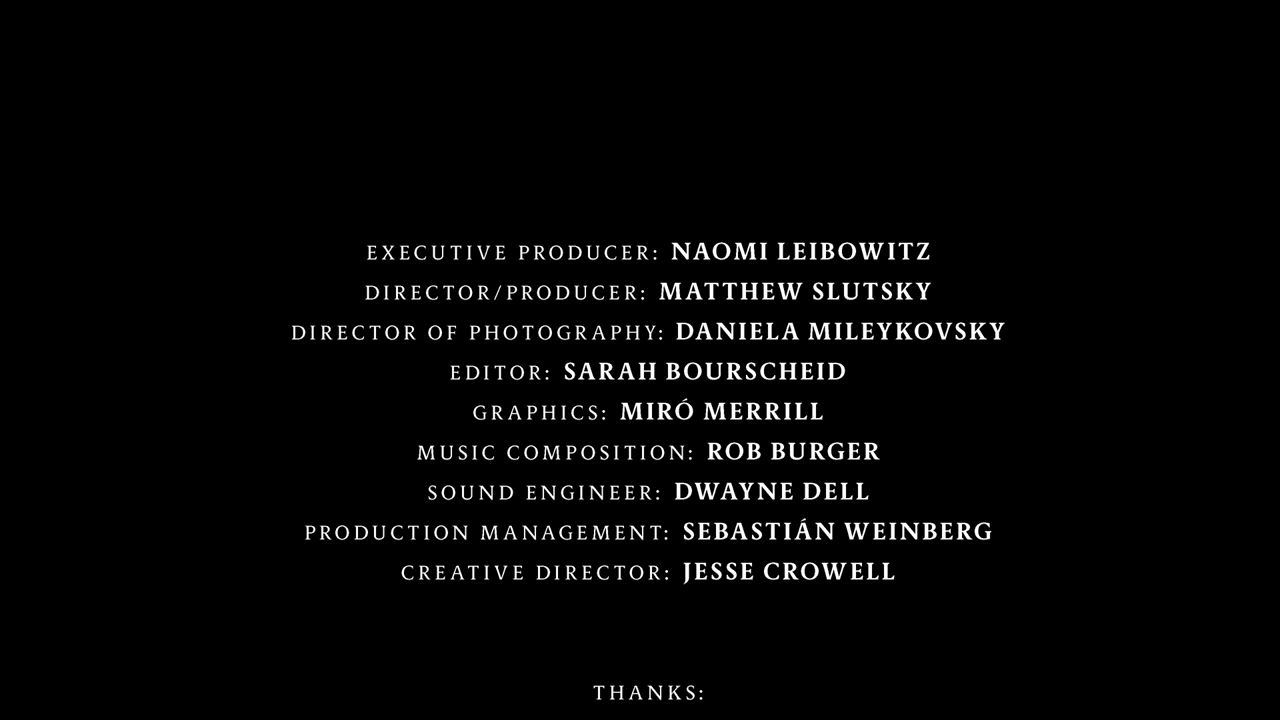 EXECUTIVE PRODUCER: NAOMI LEIBOWITZ
DIRECTOR/PRODUCER: MATTHEW SLUTSKY
DIRECTOR OF PHOTOGRAPHY: DANIELA MILEYKOVSKY
EDITOR: SARAH BOURSCHEID
GRAPHICS: MIRÓ MERRILL
MUSIC COMPOSITION: ROB BURGER
SOUND ENGINEER: DWAYNE DELL
PRODUCTION MANAGEMENT: SEBASTIÁN WEINBERG
CREATIVE DIRECTOR: JESSE CROWELL
THANKS: